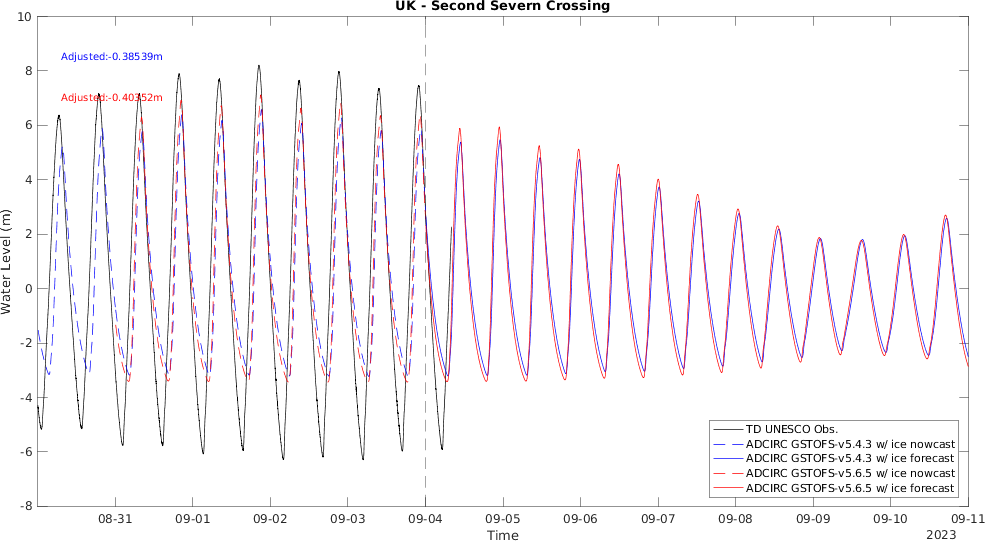 UK - Second Severn Crossing
10
8
6
4
2
0
-2
-4
-6
-8
Water Level (m)
Adjusted:-0.38539m
Adjusted:-0.40352m
TD UNESCO Obs.
ADCIRC GSTOFS-v5.4.3 w/ ice nowcast
ADCIRC GSTOFS-v5.4.3 w/ ice forecast
ADCIRC GSTOFS-v5.6.5 w/ ice nowcast
ADCIRC GSTOFS-v5.6.5 w/ ice forecast
08-31 09-01 09-02 09-03 09-04 09-05 09-06 09-07 09-08 09-09 09-10 09-11
Time
2023